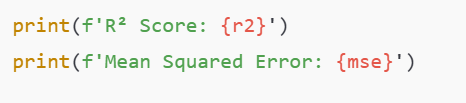 print(f'R² Score: {r2}')
print(f'Mean Squared Error: {mse}')